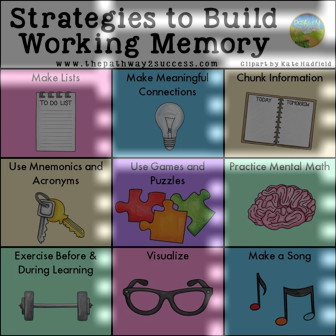 Strategies to Build
Working Memory
www.thepathway2success.com
Clipart by Kate Hadfield
Make Lists
TO DO LIST
Make Meaningful
Connections
Chunk Information
TODAY
TOMORROW
Use Mnemonics and
Acronyms
Use Games and
Puzzles
Practice Mental Math
Exercise Before &
During Learning
Visualize
Make a Song